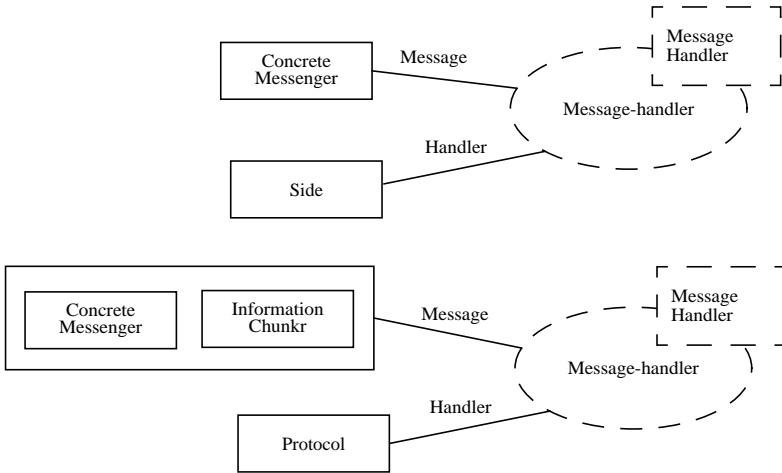 Message
Handler
Concrete
Messenger
Message
Message-handler
Handler
Side
Message
Handler
Concrete
Messenger
Information
Chunkr
Message
Message-handler
Handler
Protocol